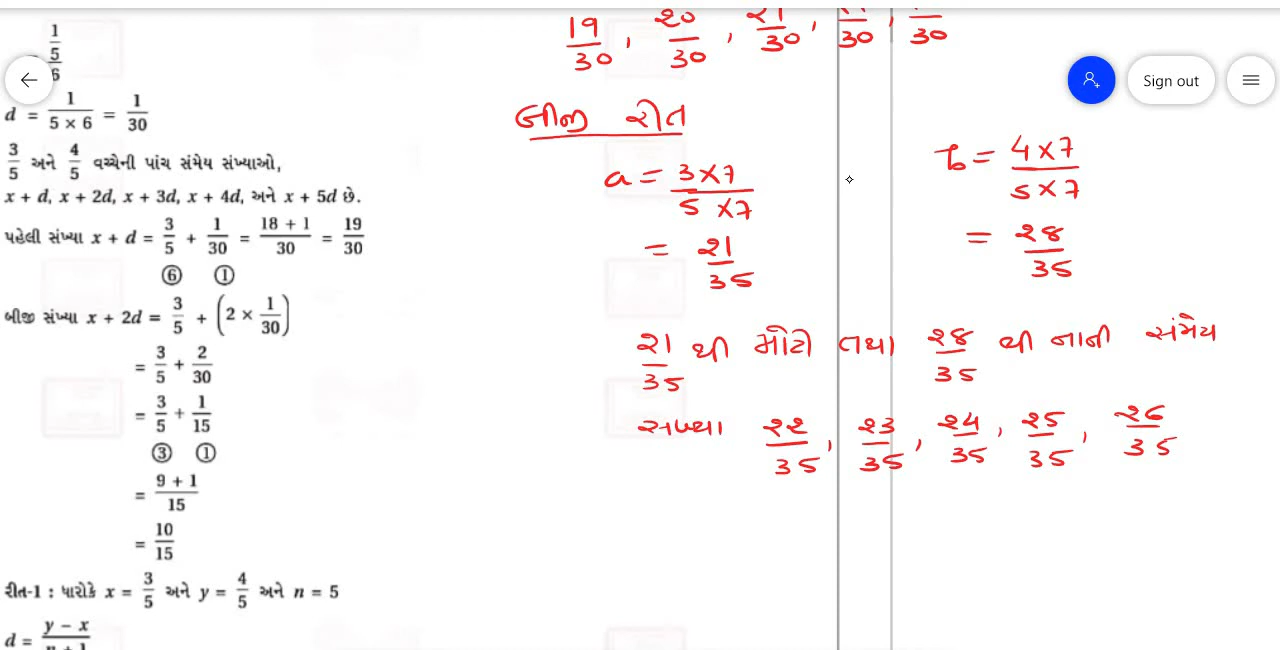 1
5
6
d = 1/(5 × 6) = 1/30
3/5 અને 4/5 વચ્ચેની પાંચ સંમેય સંખ્યાઓ,
x + d, x + 2d, x + 3d, x + 4d, અને x + 5d છે.
પહેલી સંખ્યા x + d = 3/5 + 1/30 = (18 + 1)/30 = 19/30
⑥ ①
બીજી સંખ્યા x + 2d = 3/5 + (2 × 1/30)
= 3/5 + 2/30
= 3/5 + 1/15
③ ①
= (9 + 1)/15
= 10/15
રીત-1 : ધારોકે x = 3/5 અને y = 4/5 અને n = 5
d = (y − x)/(n + 1)
19/30, 20/30, 21/30, /30, /30
બીજી રીત
a = (3×7)/(5×7)
= 21/35
b = (4×7)/(5×7)
= 28/35
21/35 થી મોટી તથા 28/35 થી નાની સંમેય
સંખ્યા 22/35, 23/35, 24/35, 25/35, 26/35
Sign out